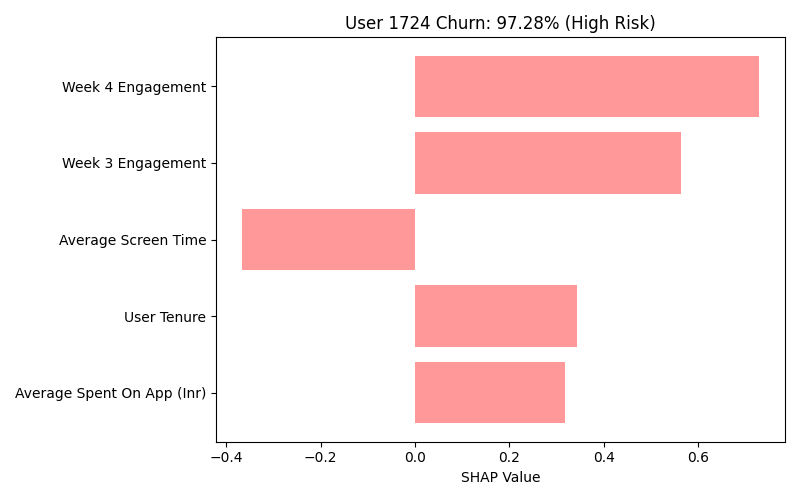 User 1724 Churn: 97.28% (High Risk)
Week 4 Engagement
Week 3 Engagement
Average Screen Time
User Tenure
Average Spent On App (Inr)
−0.4 −0.2 0.0 0.2 0.4 0.6
SHAP Value